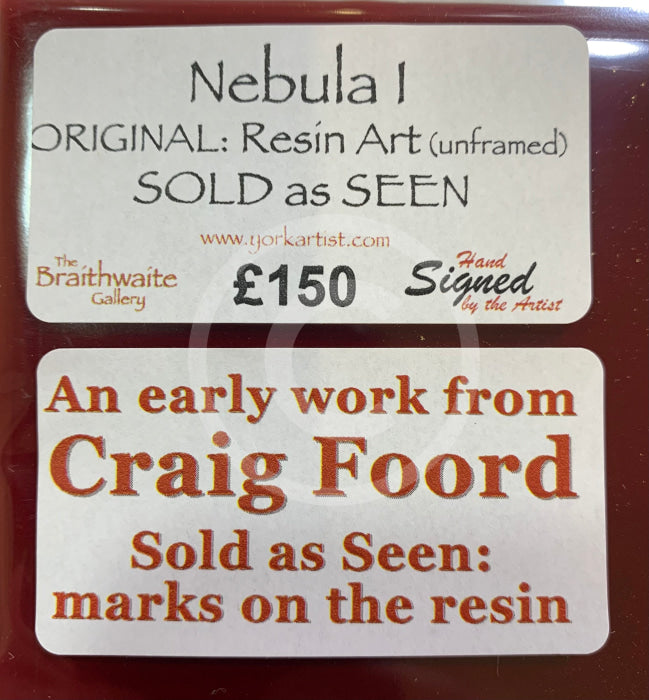 Nebula I
ORIGINAL: Resin Art (unframed)
SOLD as SEEN
www.yorkartist.com
The
Braithwaite
Gallery
£150
Hand
Signed
by the Artist
An early work from
Craig Foord
Sold as Seen:
marks on the resin